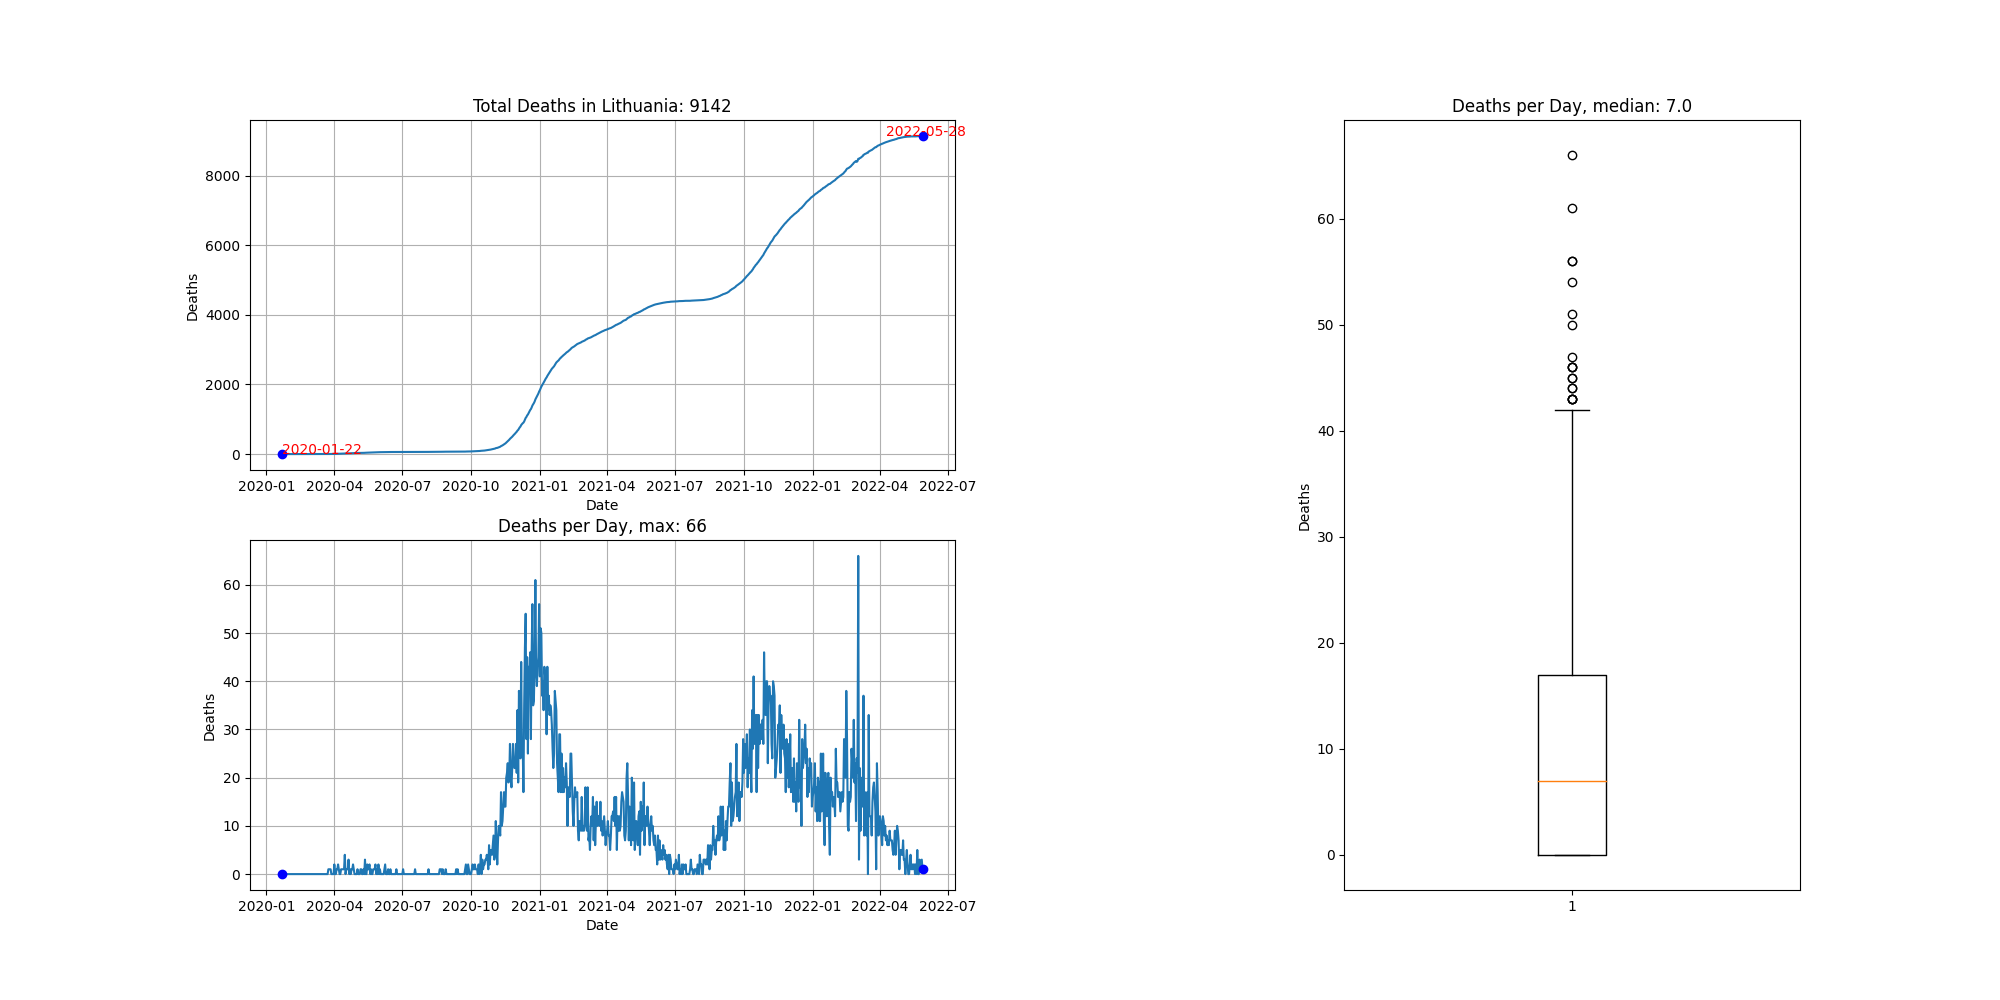 Total Deaths in Lithuania: 9142
2022-05-28
8000
6000
4000
2000
0
Deaths
2020-01-22
2020-01 2020-04 2020-07 2020-10 2021-01 2021-04 2021-07 2021-10 2022-01 2022-04 2022-07
Date
Deaths per Day, max: 66
60
50
40
30
20
10
0
Deaths
2020-01 2020-04 2020-07 2020-10 2021-01 2021-04 2021-07 2021-10 2022-01 2022-04 2022-07
Date
Deaths per Day, median: 7.0
60
50
40
30
20
10
0
Deaths
1